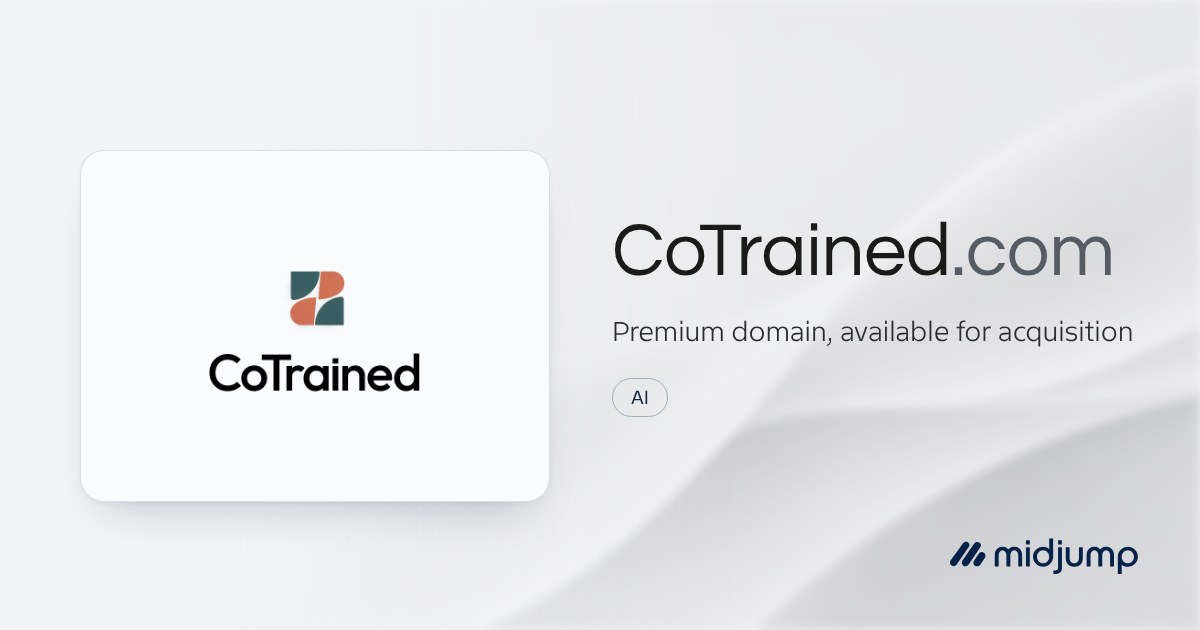 CoTrained
CoTrained.com
Premium domain, available for acquisition
AI
midjump